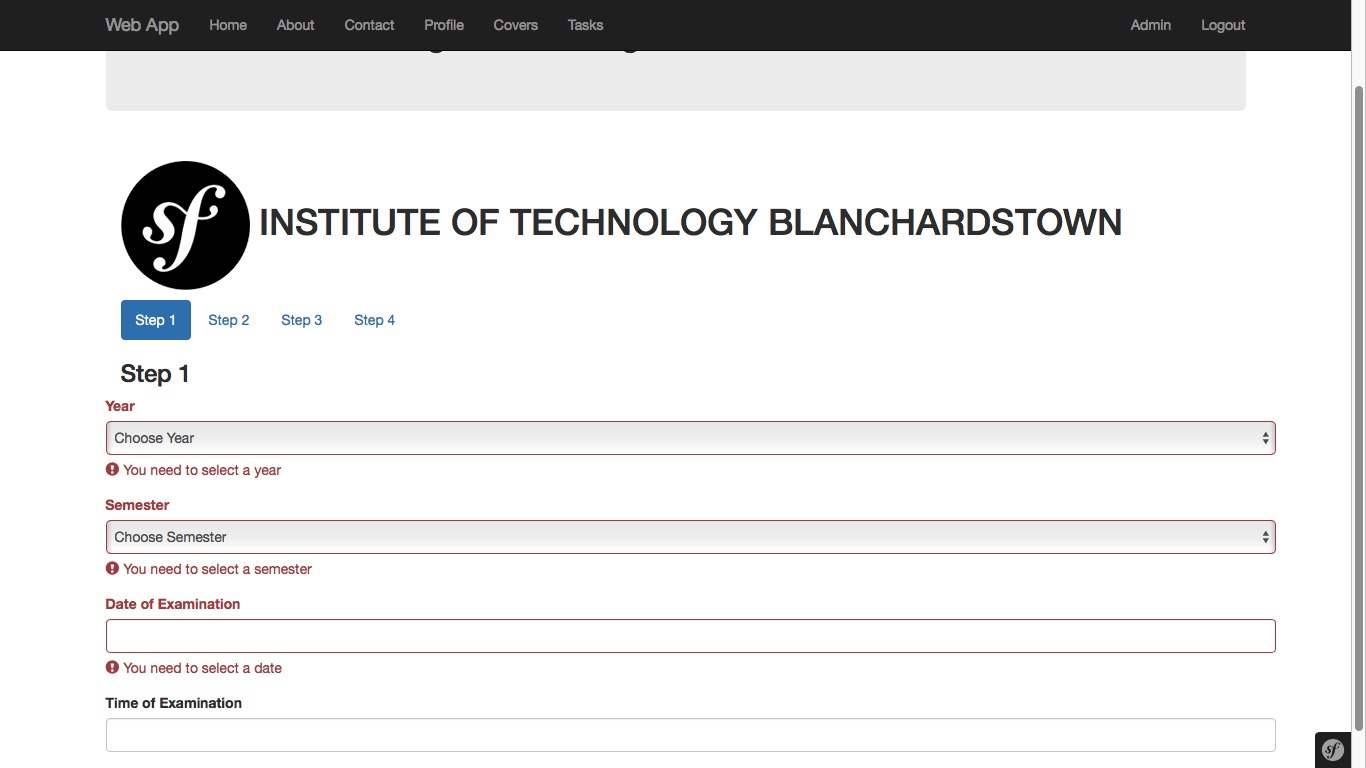 Web App Home About Contact Profile Covers Tasks Admin Logout
sf INSTITUTE OF TECHNOLOGY BLANCHARDSTOWN
Step 1 Step 2 Step 3 Step 4
Step 1
Year
Choose Year
You need to select a year
Semester
Choose Semester
You need to select a semester
Date of Examination
You need to select a date
Time of Examination
sf